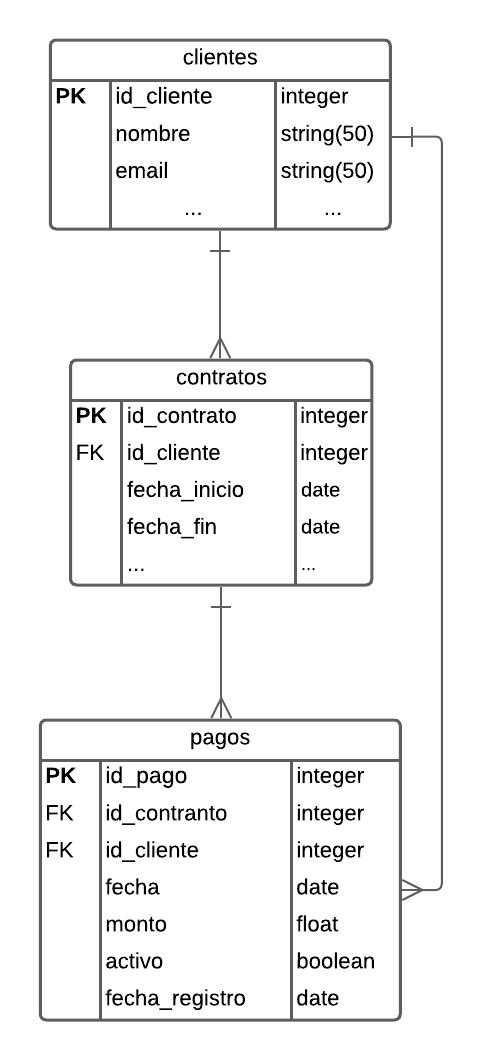 clientes
PK id_cliente integer
nombre string(50)
email string(50)
... ...
contratos
PK id_contrato integer
FK id_cliente integer
fecha_inicio date
fecha_fin date
... ...
pagos
PK id_pago integer
FK id_contranto integer
FK id_cliente integer
fecha date
monto float
activo boolean
fecha_registro date